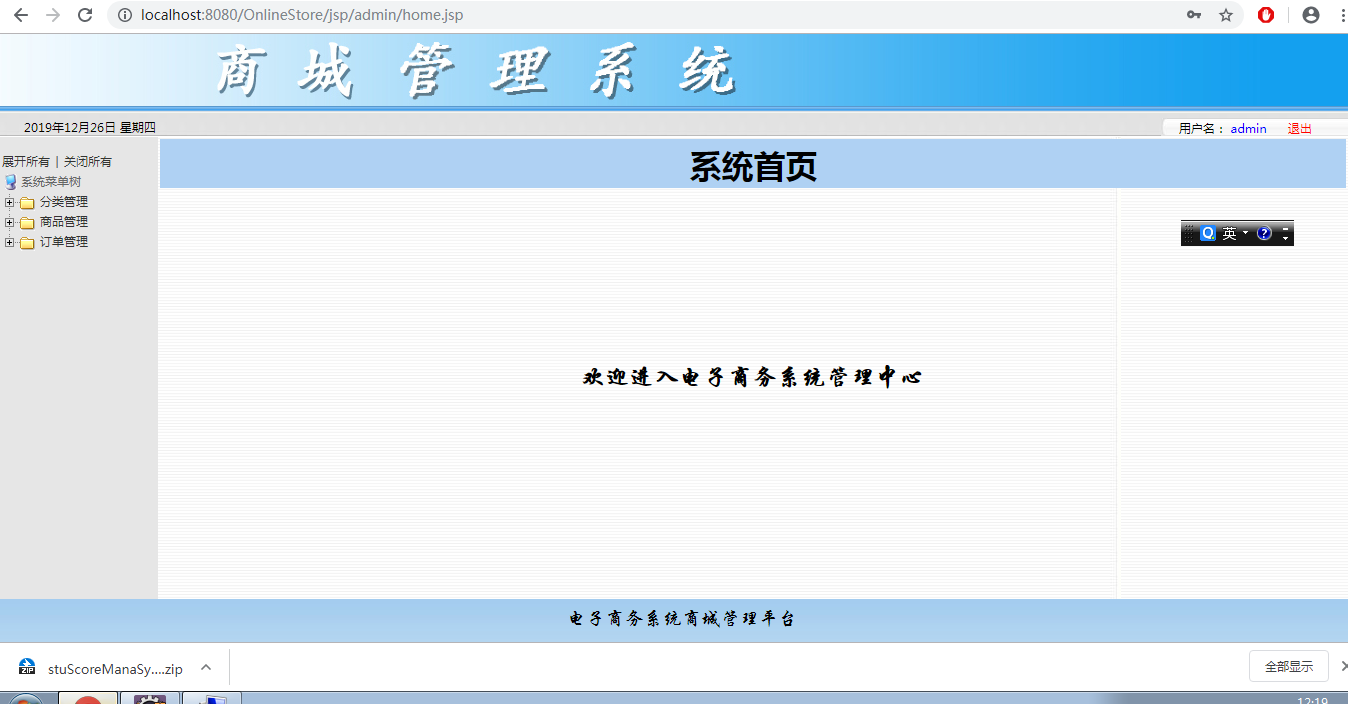 localhost:8080/OnlineStore/jsp/admin/home.jsp
商城管理系统
2019年12月26日 星期四
用户名： admin 退出
展开所有 | 关闭所有
系统菜单树
分类管理
商品管理
订单管理
系统首页
英
欢迎进入电子商务系统管理中心
电子商务系统商城管理平台
stuScoreManaSy....zip
全部显示
12:19